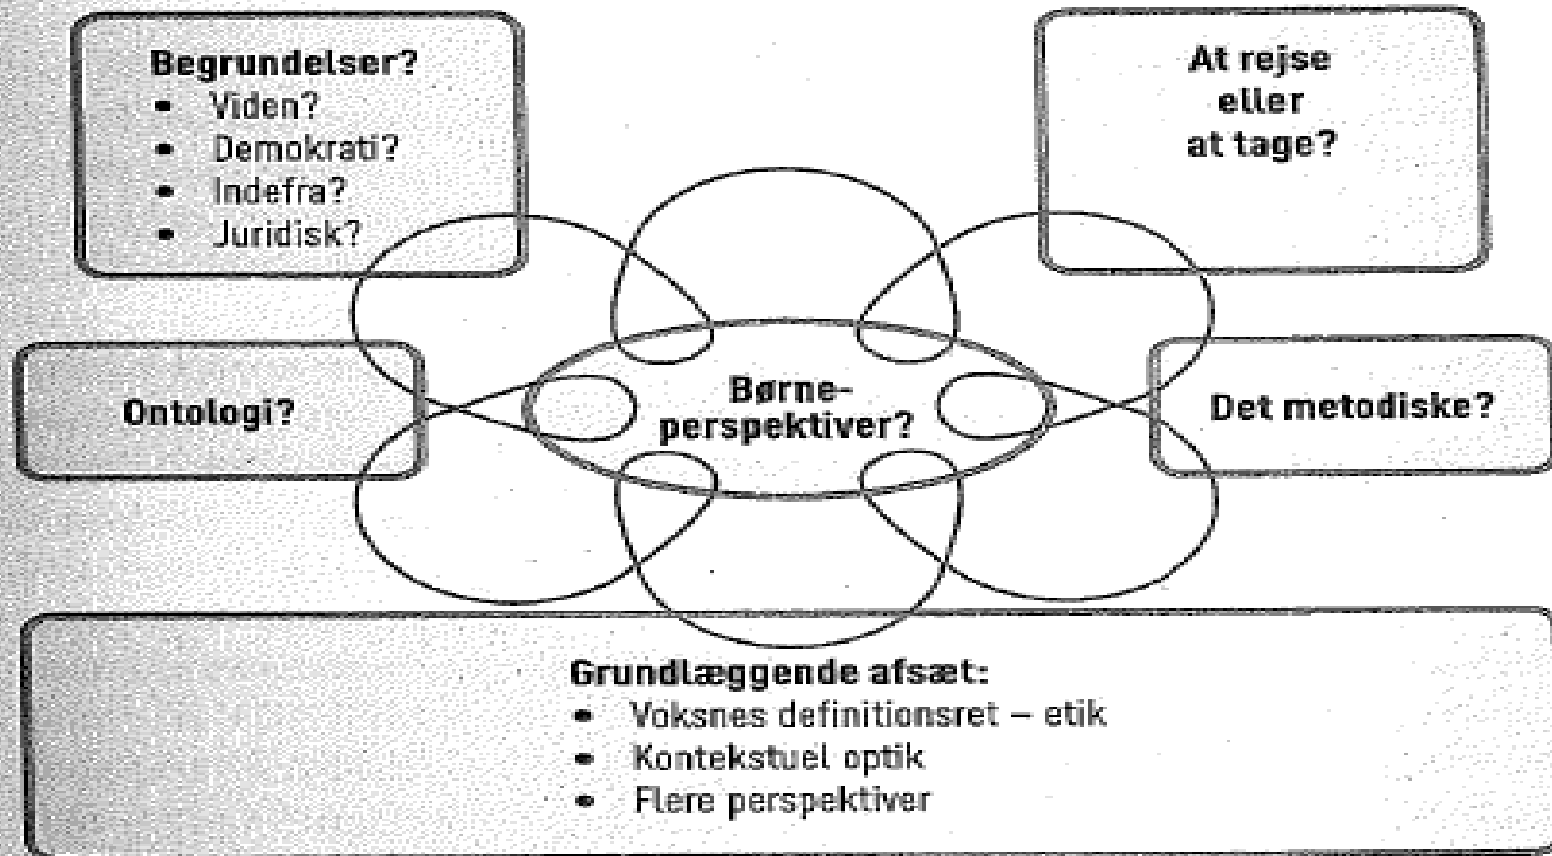 Begrundelser?
• Viden?
• Demokrati?
• Indefra?
• Juridisk?
At rejse
eller
at tage?
Ontologi?
Børne-
perspektiver?
Det metodiske?
Grundlæggende afsæt:
• Voksnes definitionsret – etik
• Kontekstuel optik
• Flere perspektiver